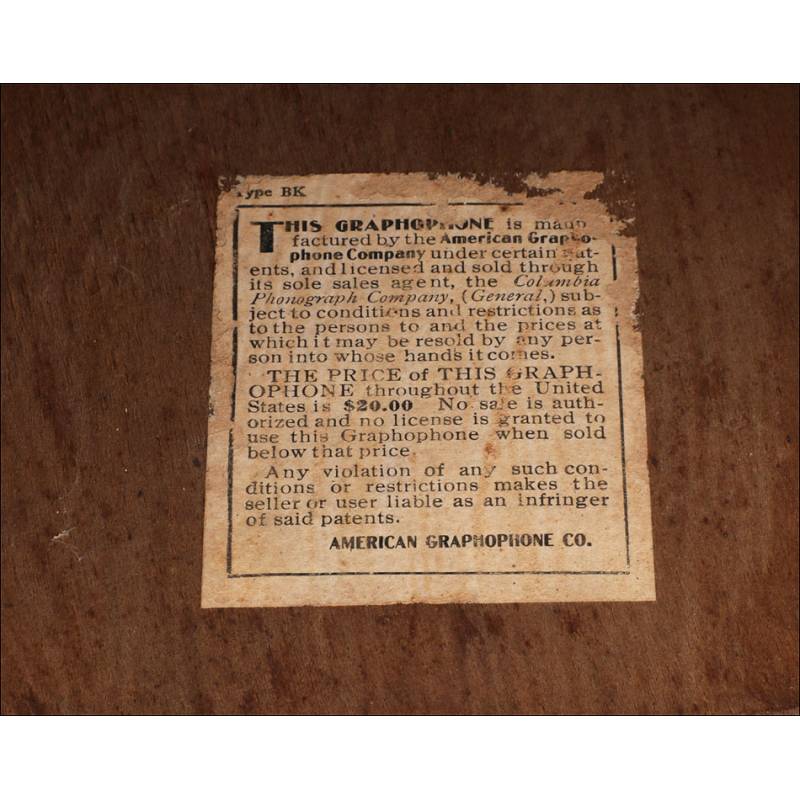 Type BK
THIS GRAPHOPHONE is manu-
factured by the American Grapho-
phone Company under certain pat-
ents, and licensed and sold through
its sole sales agent, the Columbia
Phonograph Company, (General,) sub-
ject to conditions and restrictions as
to the persons to and the prices at
which it may be resold by any per-
son into whose hands it comes.
THE PRICE of THIS GRAPH-
OPHONE throughout the United
States is $20.00 No sale is auth-
orized and no license is granted to
use this Graphophone when sold
below that price.
Any violation of any such con-
ditions or restrictions makes the
seller or user liable as an infringer
of said patents.
AMERICAN GRAPHOPHONE CO.